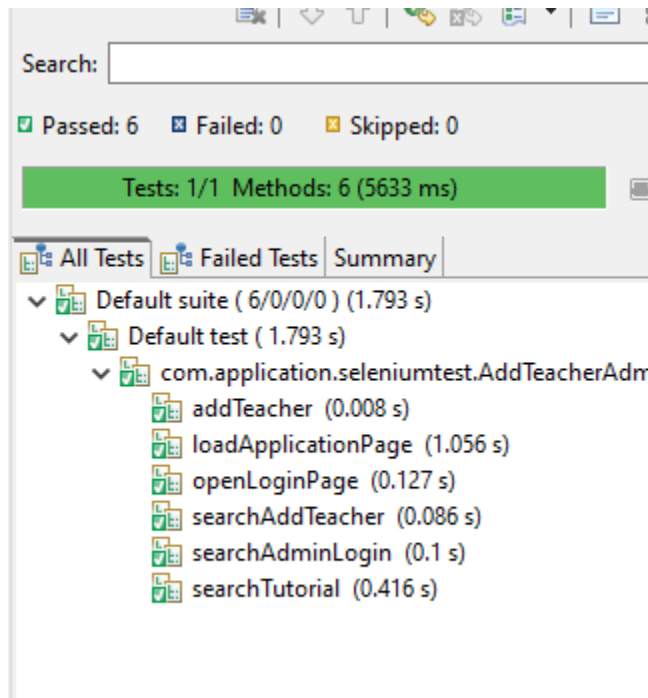 Search:
Passed: 6 Failed: 0 Skipped: 0
Tests: 1/1 Methods: 6 (5633 ms)
All Tests Failed Tests Summary
Default suite ( 6/0/0/0 ) (1.793 s)
Default test ( 1.793 s)
com.application.seleniumtest.AddTeacherAdm
addTeacher (0.008 s)
loadApplicationPage (1.056 s)
openLoginPage (0.127 s)
searchAddTeacher (0.086 s)
searchAdminLogin (0.1 s)
searchTutorial (0.416 s)